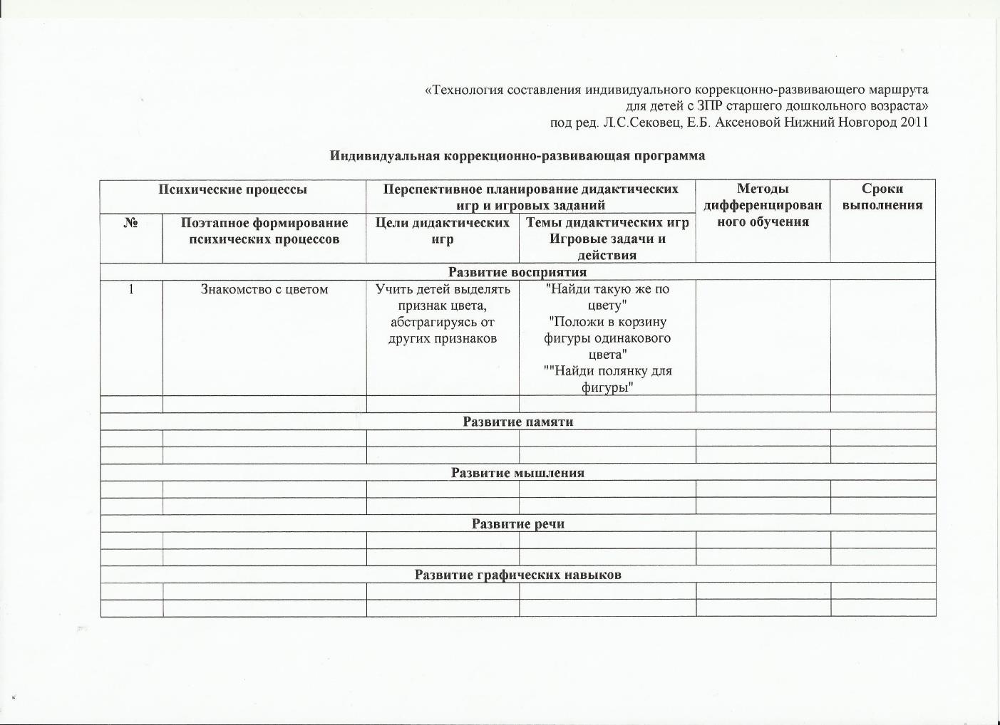 «Технология составления индивидуального коррекцонно-развивающего маршрута
для детей с ЗПР старшего дошкольного возраста»
под ред. Л.С.Сековец, Е.Б. Аксеновой Нижний Новгород 2011
Индивидуальная коррекционно-развивающая программа
Психические процессы
Перспективное планирование дидактических
игр и игровых заданий
Методы
дифференцирован
ного обучения
Сроки
выполнения
№
Поэтапное формирование
психических процессов
Цели дидактических
игр
Темы дидактических игр
Игровые задачи и
действия
Развитие восприятия
1
Знакомство с цветом
Учить детей выделять
признак цвета,
абстрагируясь от
других признаков
"Найди такую же по
цвету"
"Положи в корзину
фигуры одинакового
цвета"
""Найди полянку для
фигуры"
Развитие памяти
Развитие мышления
Развитие речи
Развитие графических навыков